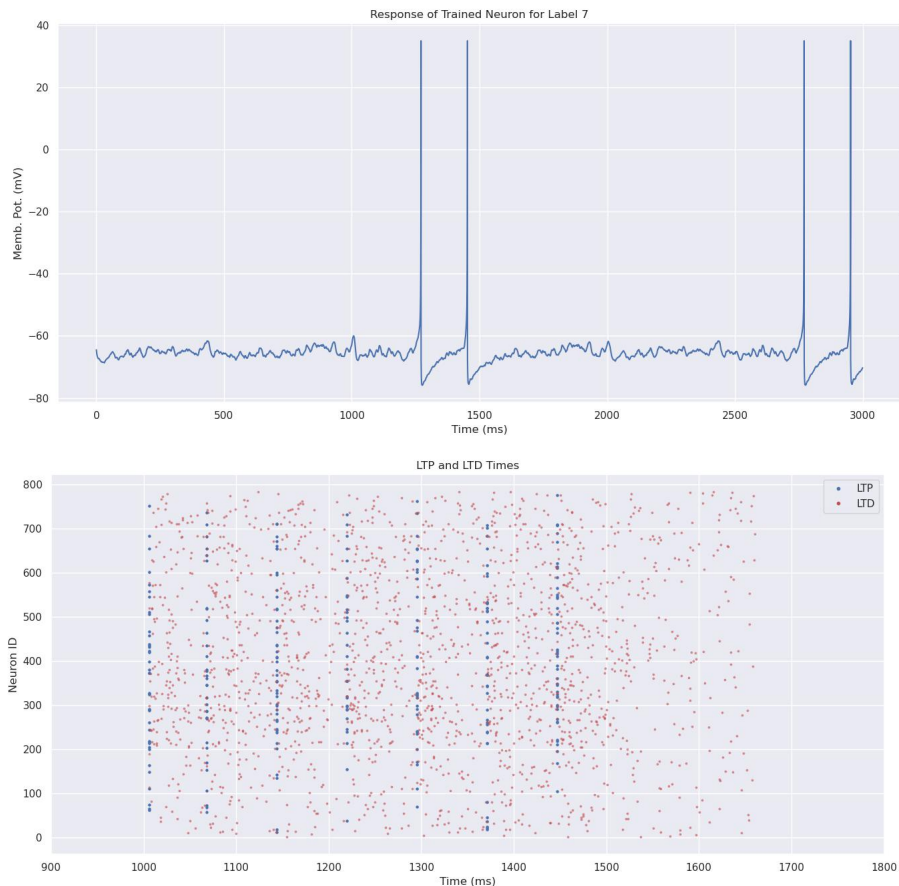 Response of Trained Neuron for Label 7
40
20
0
−20
−40
−60
−80
Memb. Pot. (mV)
0 500 1000 1500 2000 2500 3000
Time (ms)
LTP and LTD Times
800
700
600
500
400
300
200
100
0
Neuron ID
LTP
LTD
900 1000 1100 1200 1300 1400 1500 1600 1700 1800
Time (ms)